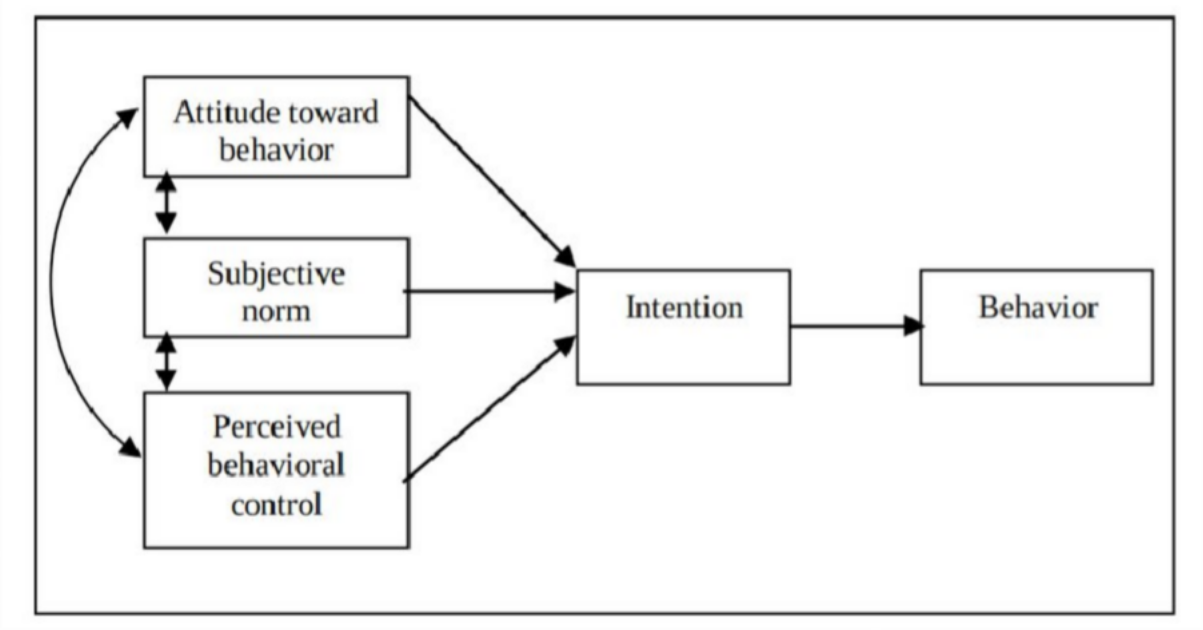 Attitude toward
behavior
Subjective
norm
Perceived
behavioral
control
Intention
Behavior